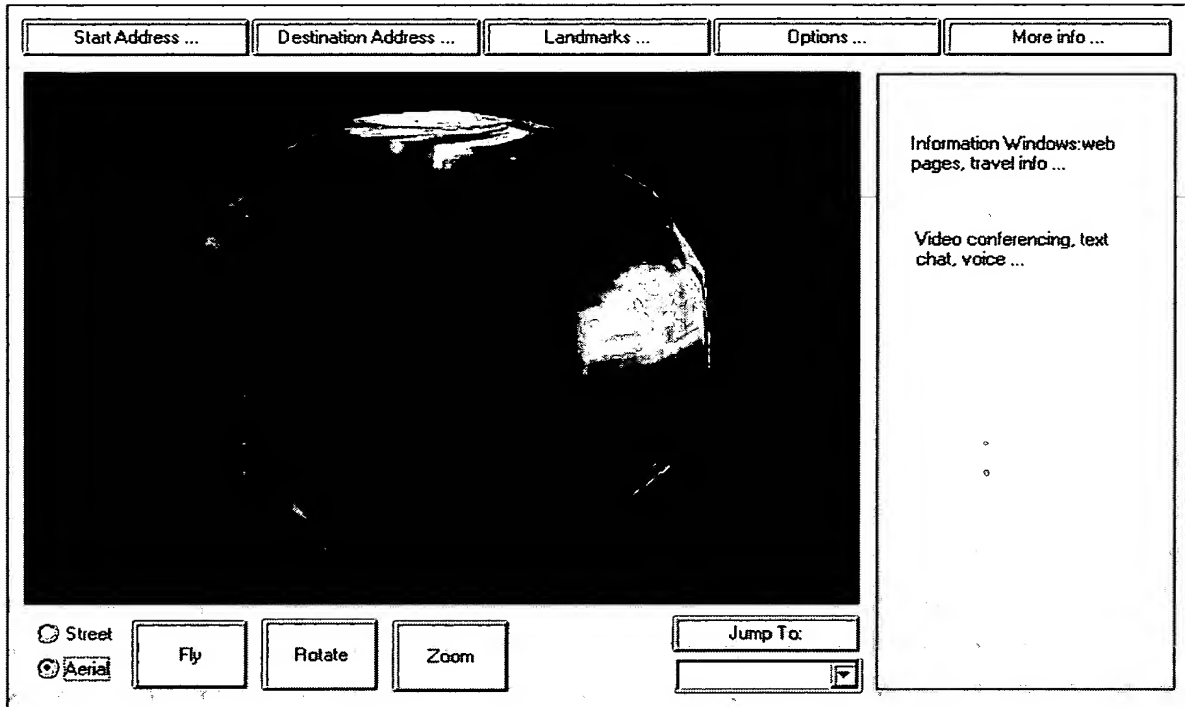 Start Address ...
Destination Address ...
Landmarks ...
Options ...
More info ...
Information Windows:web
pages, travel info ...
Video conferencing, text
chat, voice ...
Street
Aerial
Fly
Rotate
Zoom
Jump To: